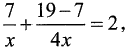 7/x + (19 − 7)/(4x) = 2,